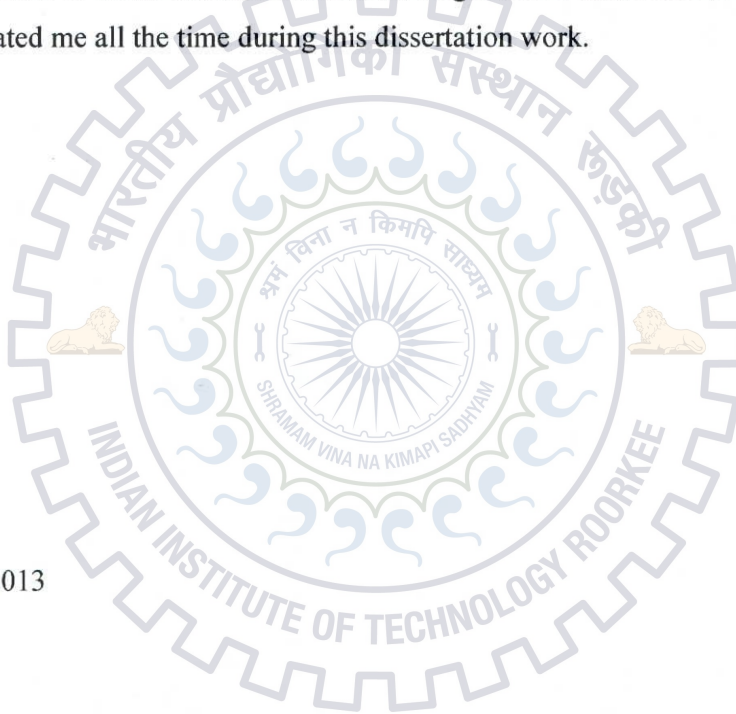 ated me all the time during this dissertation work.
भारतीय प्रौद्योगिकी संस्थान रुड़की
श्रमं विना न किमपि साध्यम
SHRAMAM VINA NA KIMAPI SADHYAM
013
INDIAN INSTITUTE OF TECHNOLOGY ROORKEE